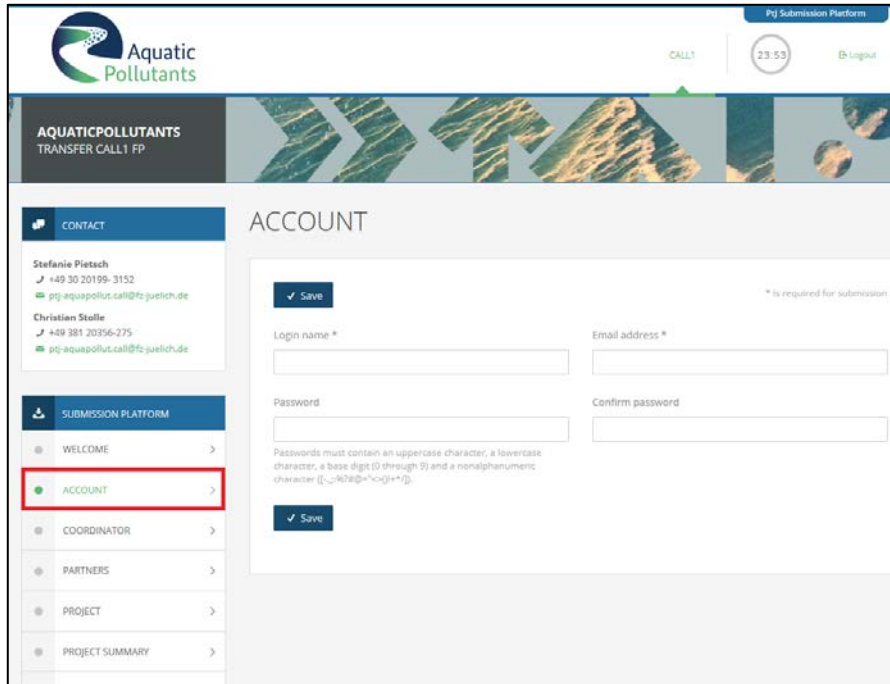 PtJ Submission Platform
Aquatic
Pollutants
CALL1
23:53
Logout
AQUATICPOLLUTANTS
TRANSFER CALL1 FP
CONTACT
Stefanie Pietsch
+49 30 20199- 3152
ptj-aquapollut.call@fz-juelich.de
Christian Stolle
+49 381 20356-275
ptj-aquapollut.call@fz-juelich.de
SUBMISSION PLATFORM
WELCOME
ACCOUNT
COORDINATOR
PARTNERS
PROJECT
PROJECT SUMMARY
ACCOUNT
Save
* is required for submission
Login name *
Email address *
Password
Confirm password
Passwords must contain an uppercase character, a lowercase
character, a base digit (0 through 9) and a nonalphanumeric
character
Save